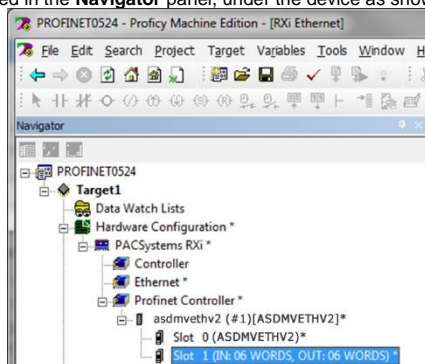 ed in the Navigator panel, under the device as show
PROFINET0524 - Proficy Machine Edition - [RXi Ethernet]
File Edit Search Project Target Variables Tools Window H
Navigator
PROFINET0524
Target1
Data Watch Lists
Hardware Configuration *
PACSystems RXi *
Controller
Ethernet *
Profinet Controller *
asdmvethv2 (#1)[ASDMVETHV2]*
Slot 0 (ASDMVETHV2)*
Slot 1 (IN: 06 WORDS, OUT: 06 WORDS) *